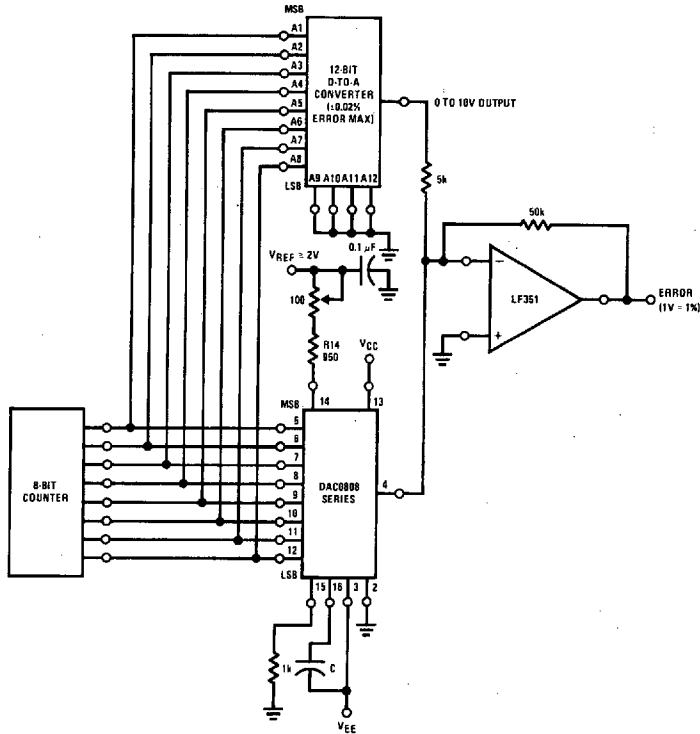 MSB
A1
A2
A3
A4
A5
A6
A7
A8
12-BIT
D-TO-A
CONVERTER
(±0.02%
ERROR MAX)
LSB
A9 A10 A11 A12
0 TO 10V OUTPUT
5k
50k
VREF = 2V
0.1 μF
100
R14
950
VCC
LF351
ERROR
(1V = 1%)
MSB
14
13
5
6
7
8
9
10
11
12
8-BIT
COUNTER
DAC0808
SERIES
4
LSB
15 16 3 2
1k
C
VEE